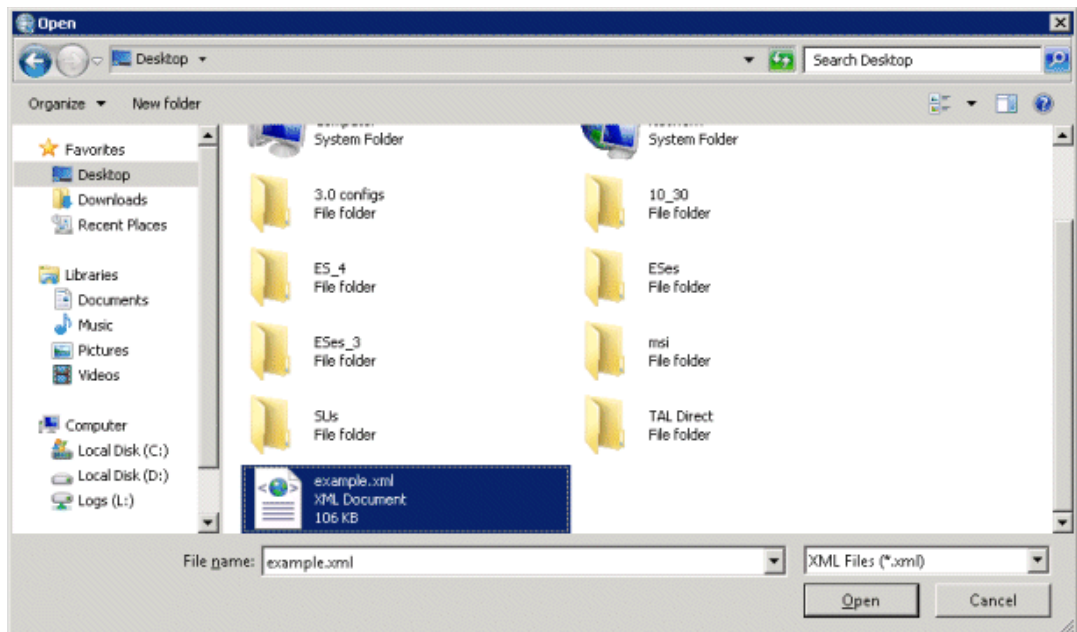 Open
Desktop
Search Desktop
Organize
New folder
Favorites
Desktop
Downloads
Recent Places
Libraries
Documents
Music
Pictures
Videos
Computer
Local Disk (C:)
Local Disk (D:)
Logs (L:)
System Folder
System Folder
3.0 configs
File folder
10_30
File folder
ES_4
File folder
ESes
File folder
ESes_3
File folder
msi
File folder
SUs
File folder
TAL Direct
File folder
example.xml
XML Document
106 KB
File name: example.xml
XML Files (*.xml)
Open
Cancel